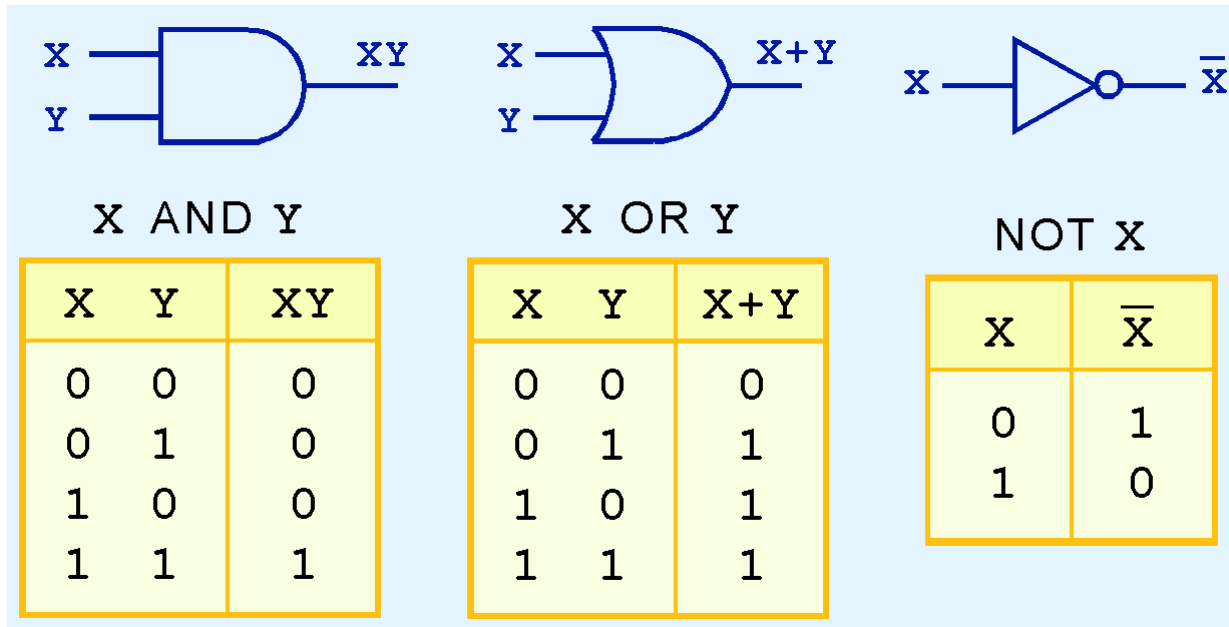 X XY
Y
X AND Y
X Y XY
0 0 0
0 1 0
1 0 0
1 1 1
X X+Y
Y
X OR Y
X Y X+Y
0 0 0
0 1 1
1 0 1
1 1 1
X X̅
NOT X
X X̅
0 1
1 0